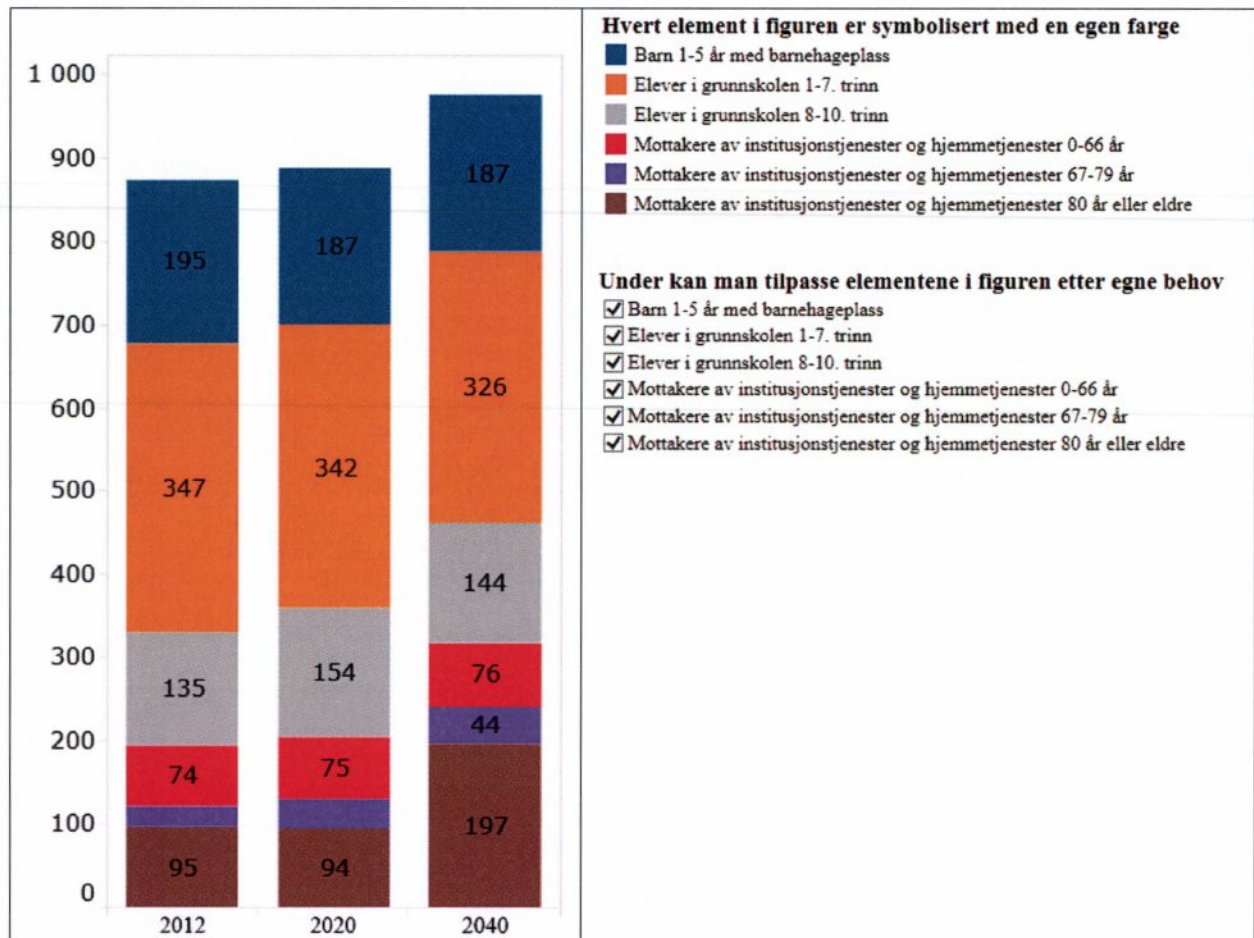 1 000
900
800
700
600
500
400
300
200
100
0
195
347
135
74
95
187
342
154
75
94
187
326
144
76
44
197
2012
2020
2040
Hvert element i figuren er symbolisert med en egen farge
Barn 1-5 år med barnehageplass
Elever i grunnskolen 1-7. trinn
Elever i grunnskolen 8-10. trinn
Mottakere av institusjonstjenester og hjemmetjenester 0-66 år
Mottakere av institusjonstjenester og hjemmetjenester 67-79 år
Mottakere av institusjonstjenester og hjemmetjenester 80 år eller eldre
Under kan man tilpasse elementene i figuren etter egne behov
Barn 1-5 år med barnehageplass
Elever i grunnskolen 1-7. trinn
Elever i grunnskolen 8-10. trinn
Mottakere av institusjonstjenester og hjemmetjenester 0-66 år
Mottakere av institusjonstjenester og hjemmetjenester 67-79 år
Mottakere av institusjonstjenester og hjemmetjenester 80 år eller eldre